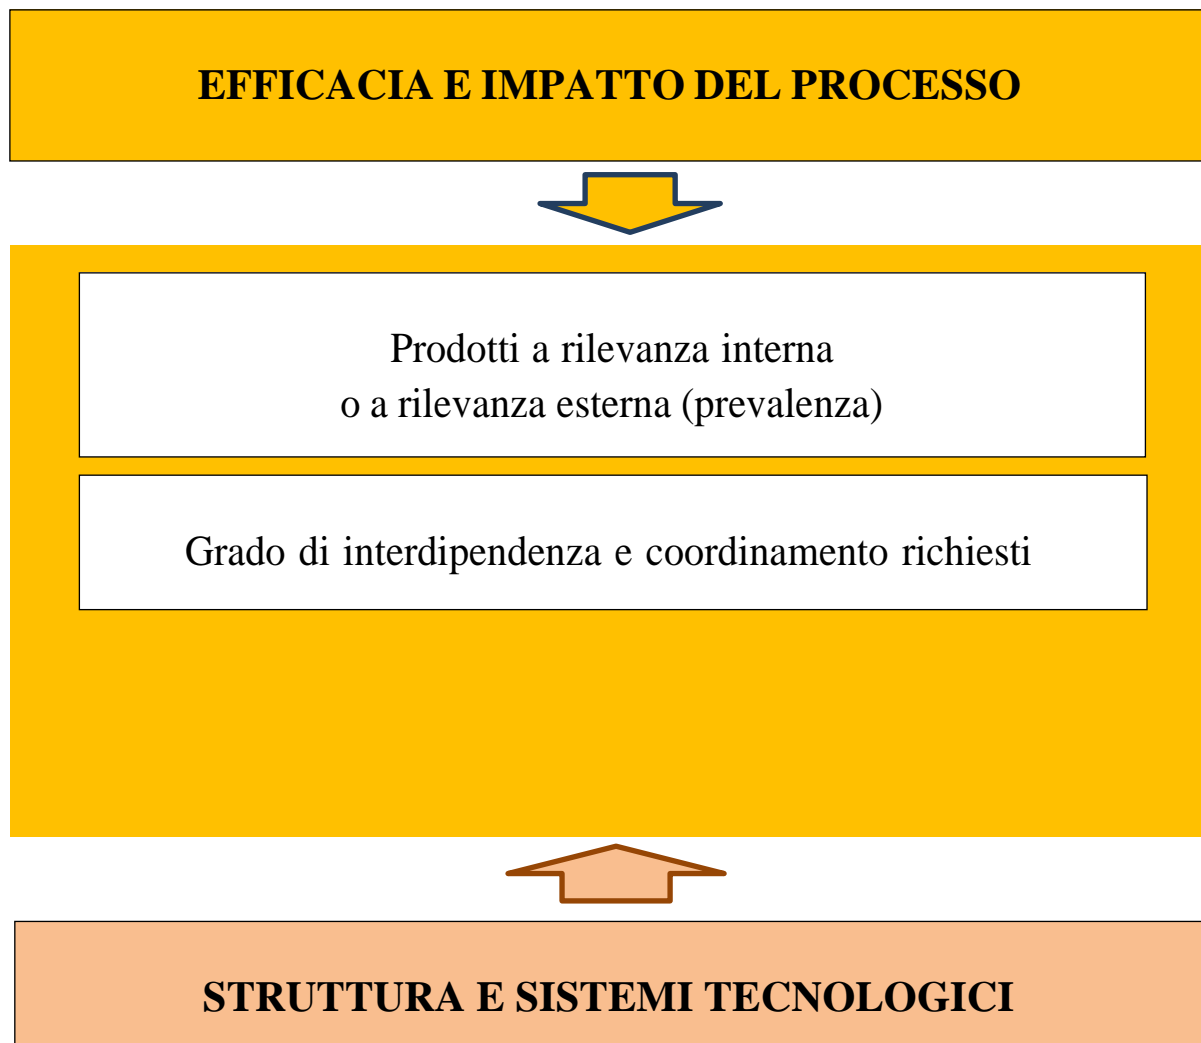 EFFICACIA E IMPATTO DEL PROCESSO
Prodotti a rilevanza interna
o a rilevanza esterna (prevalenza)
Grado di interdipendenza e coordinamento richiesti
STRUTTURA E SISTEMI TECNOLOGICI